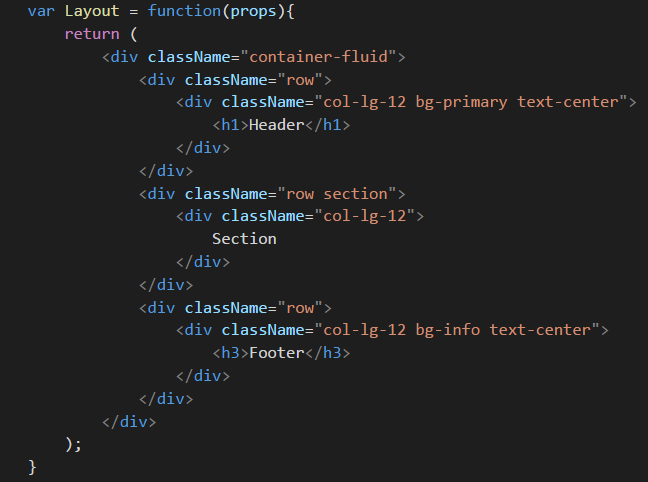 var Layout = function(props){
    return (
        <div className="container-fluid">
            <div className="row">
                <div className="col-lg-12 bg-primary text-center">
                    <h1>Header</h1>
                </div>
            </div>
            <div className="row section">
                <div className="col-lg-12">
                    Section
                </div>
            </div>
            <div className="row">
                <div className="col-lg-12 bg-info text-center">
                    <h3>Footer</h3>
                </div>
            </div>
        </div>
    );
}